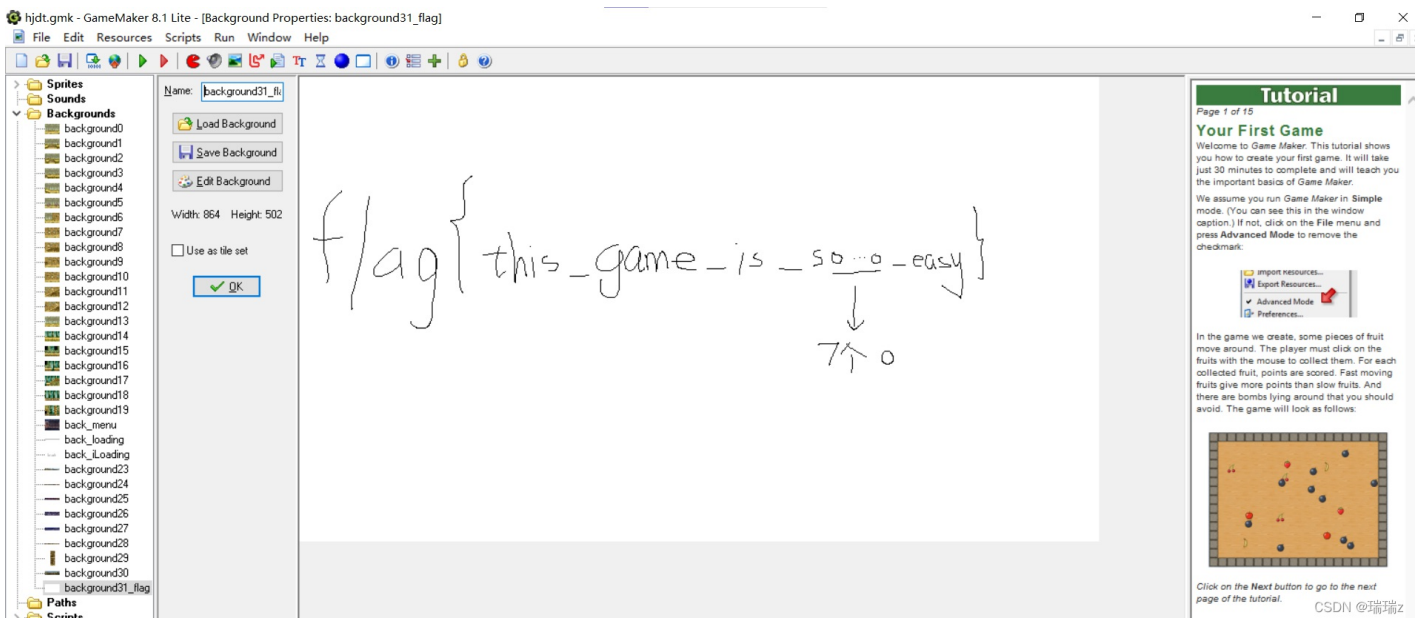 hjdt.gmk - GameMaker 8.1 Lite - [Background Properties: background31_flag]
File Edit Resources Scripts Run Window Help
Sprites
Sounds
Backgrounds
background0
background1
background2
background3
background4
background5
background6
background7
background8
background9
background10
background11
background12
background13
background14
background15
background16
background17
background18
background19
back_menu
back_loading
back_iLoading
background23
background24
background25
background26
background27
background28
background29
background30
background31_flag
Paths
Scripts
Name: background31_fl
Load Background
Save Background
Edit Background
Width: 864 Height: 502
Use as tile set
OK
flag{this_game_is_so...o_easy}
7个o
Tutorial
Page 1 of 15
Your First Game
Welcome to Game Maker. This tutorial shows
you how to create your first game. It will take
just 30 minutes to complete and will teach you
the important basics of Game Maker.
We assume you run Game Maker in Simple
mode. (You can see this in the window
caption.) If not, click on the File menu and
press Advanced Mode to remove the
checkmark:
Import Resources...
Export Resources...
Advanced Mode
Preferences...
In the game we create, some pieces of fruit
move around. The player must click on the
fruits with the mouse to collect them. For each
collected fruit, points are scored. Fast moving
fruits give more points than slow fruits. And
there are bombs lying around that you should
avoid. The game will look as follows:
Click on the Next button to go to the next
page of the tutorial.
CSDN @瑞瑞z